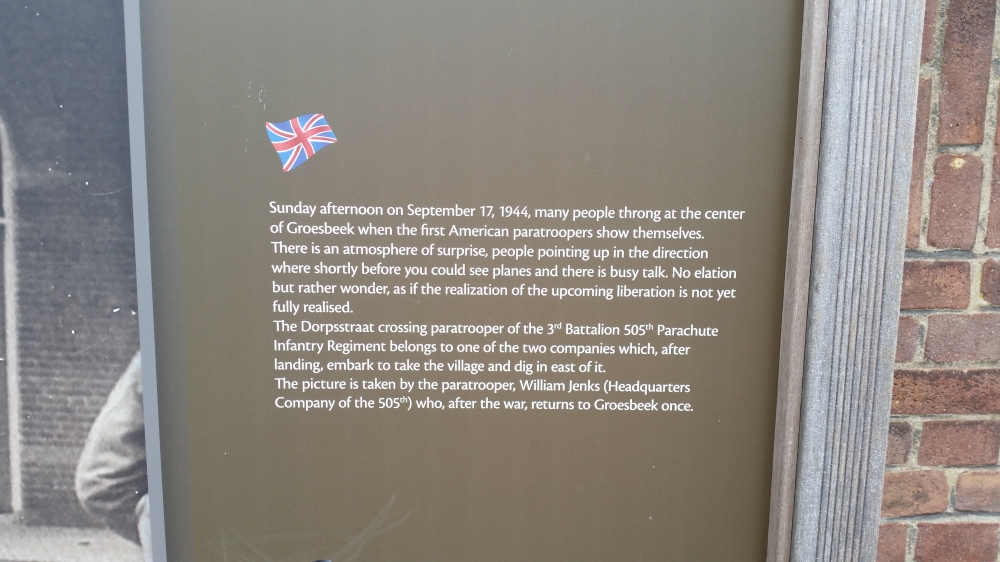 Sunday afternoon on September 17, 1944, many people throng at the center
of Groesbeek when the first American paratroopers show themselves.
There is an atmosphere of surprise, people pointing up in the direction
where shortly before you could see planes and there is busy talk. No elation
but rather wonder, as if the realization of the upcoming liberation is not yet
fully realised.
The Dorpsstraat crossing paratrooper of the 3rd Battalion 505th Parachute
Infantry Regiment belongs to one of the two companies which, after
landing, embark to take the village and dig in east of it.
The picture is taken by the paratrooper, William Jenks (Headquarters
Company of the 505th) who, after the war, returns to Groesbeek once.